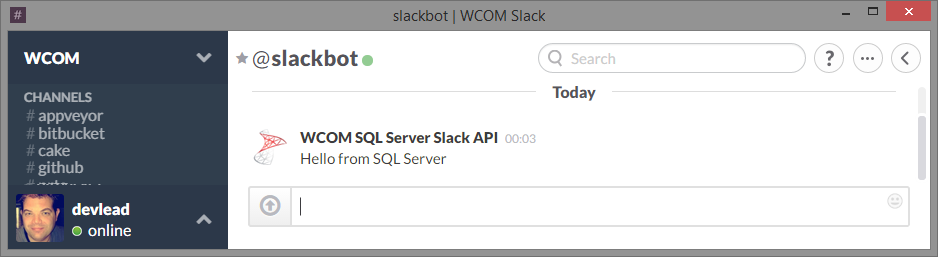 slackbot | WCOM Slack
WCOM
CHANNELS
# appveyor
# bitbucket
# cake
# github
devlead
online
@slackbot
Search
?
Today
WCOM SQL Server Slack API 00:03
Hello from SQL Server